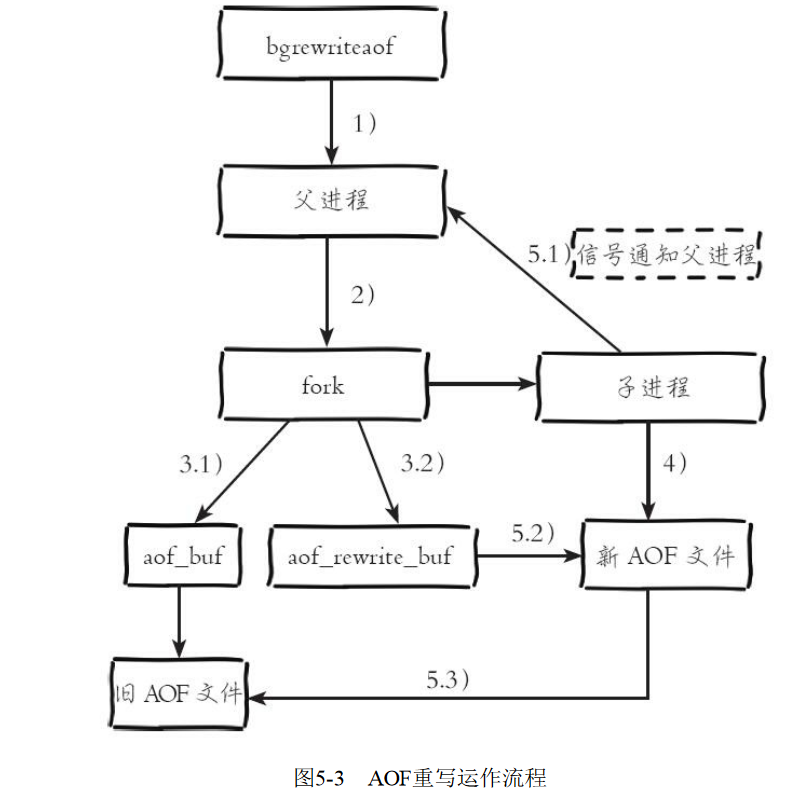 bgrewriteaof
1)
父进程
5.1)
信号通知父进程
2)
fork
子进程
3.1)
3.2)
4)
aof_buf
aof_rewrite_buf
5.2)
新 AOF 文件
旧 AOF 文件
5.3)
图5-3 AOF重写运作流程